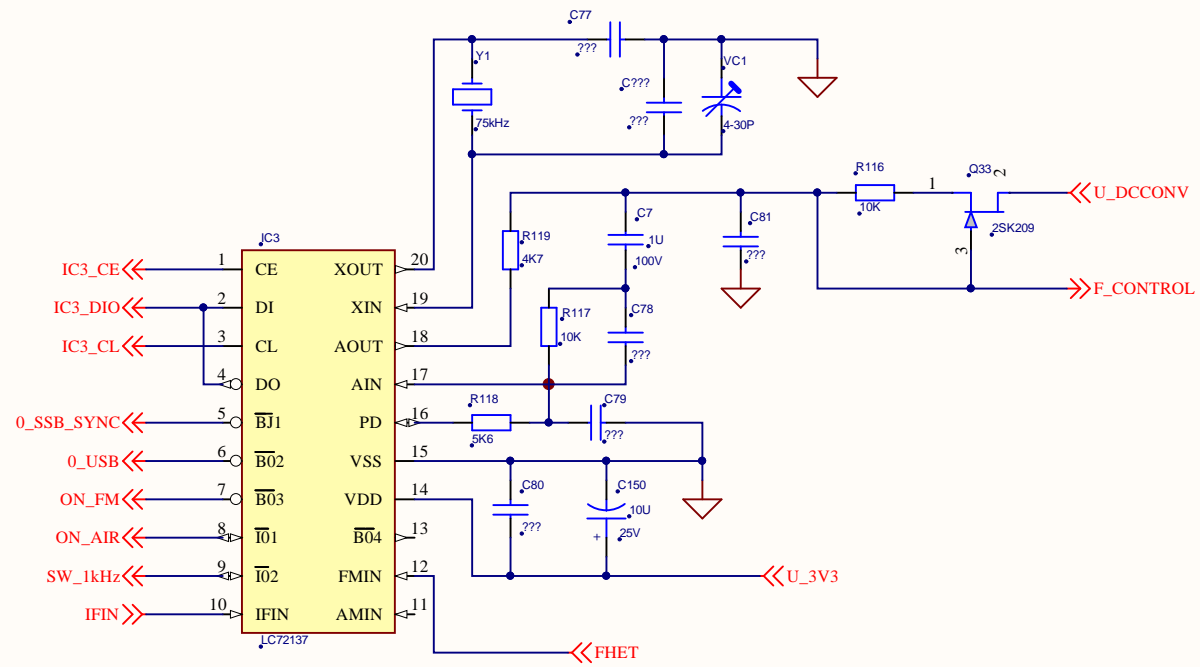 C77
???
Y1
75kHz
C???
???
VC1
4-30P
R116
10K
1
Q33
2
2SK209
3
U_DCCONV
F_CONTROL
R119
4K7
C7
1U
100V
C81
???
R117
10K
C78
???
R118
5K6
C79
???
C80
???
C150
10U
+
25V
U_3V3
FHET
IC3
IC3_CE 1 CE XOUT 20
IC3_DIO 2 DI XIN 19
IC3_CL 3 CL AOUT 18
4 DO AIN 17
0_SSB_SYNC 5 BJ1 PD 16
0_USB 6 B02 VSS 15
ON_FM 7 B03 VDD 14
ON_AIR 8 I01 B04 13
SW_1kHz 9 I02 FMIN 12
IFIN 10 IFIN AMIN 11
LC72137